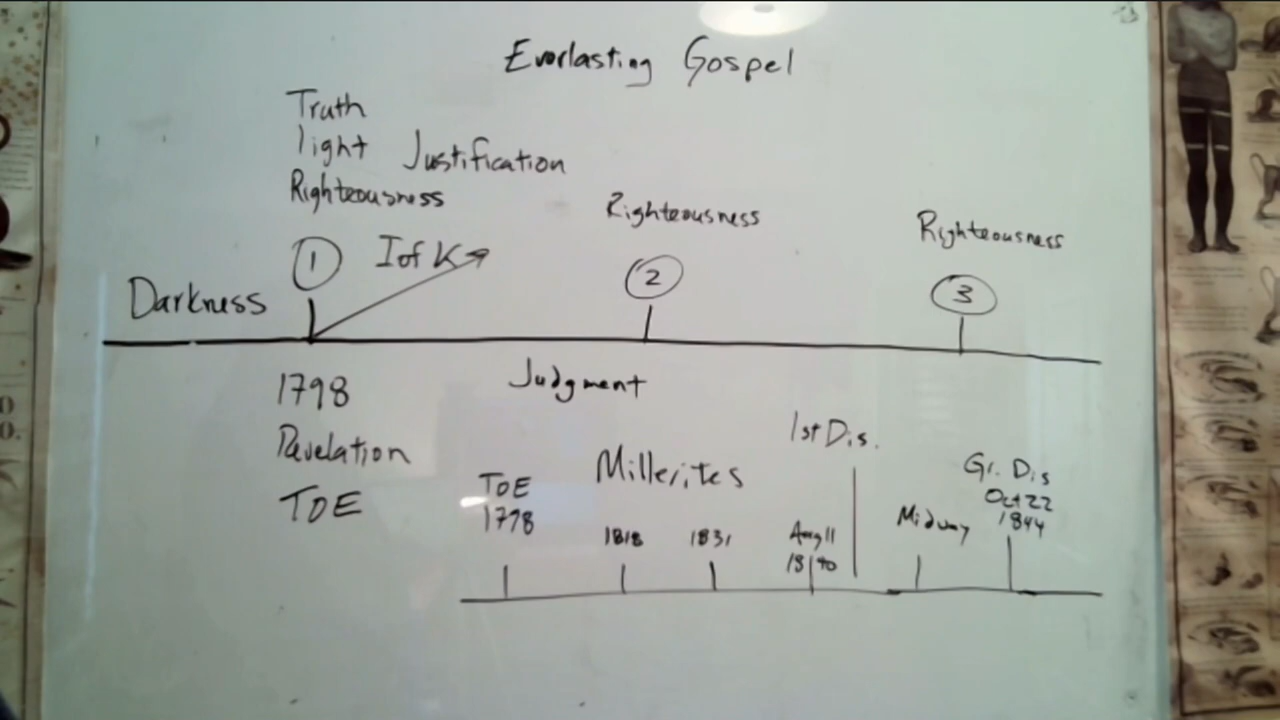 Everlasting Gospel
Truth
light Justification
Righteousness
Righteousness
Righteousness
1 I of K
2
3
Darkness
1798
Judgment
Revelation
TOE
1st Dis.
Millerites
TOE
1798
1818
1831
Aug 11
1840
Midway
Gr. Dis
Oct 22
1844